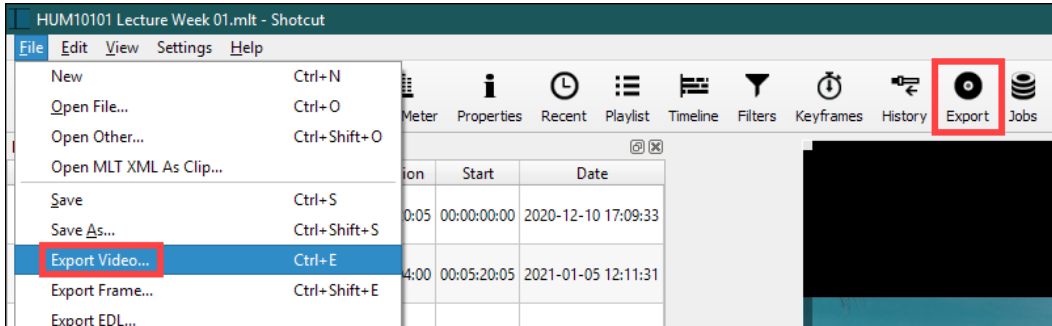 HUM10101 Lecture Week 01.mlt - Shotcut
File Edit View Settings Help
New Ctrl+N
Open File... Ctrl+O
Open Other... Ctrl+Shift+O
Open MLT XML As Clip...
Save Ctrl+S
Save As... Ctrl+Shift+S
Export Video... Ctrl+E
Export Frame... Ctrl+Shift+E
Export EDL...
Meter Properties Recent Playlist Timeline Filters Keyframes History Export Jobs
ion Start Date
0:05 00:00:00:00 2020-12-10 17:09:33
4:00 00:05:20:05 2021-01-05 12:11:31